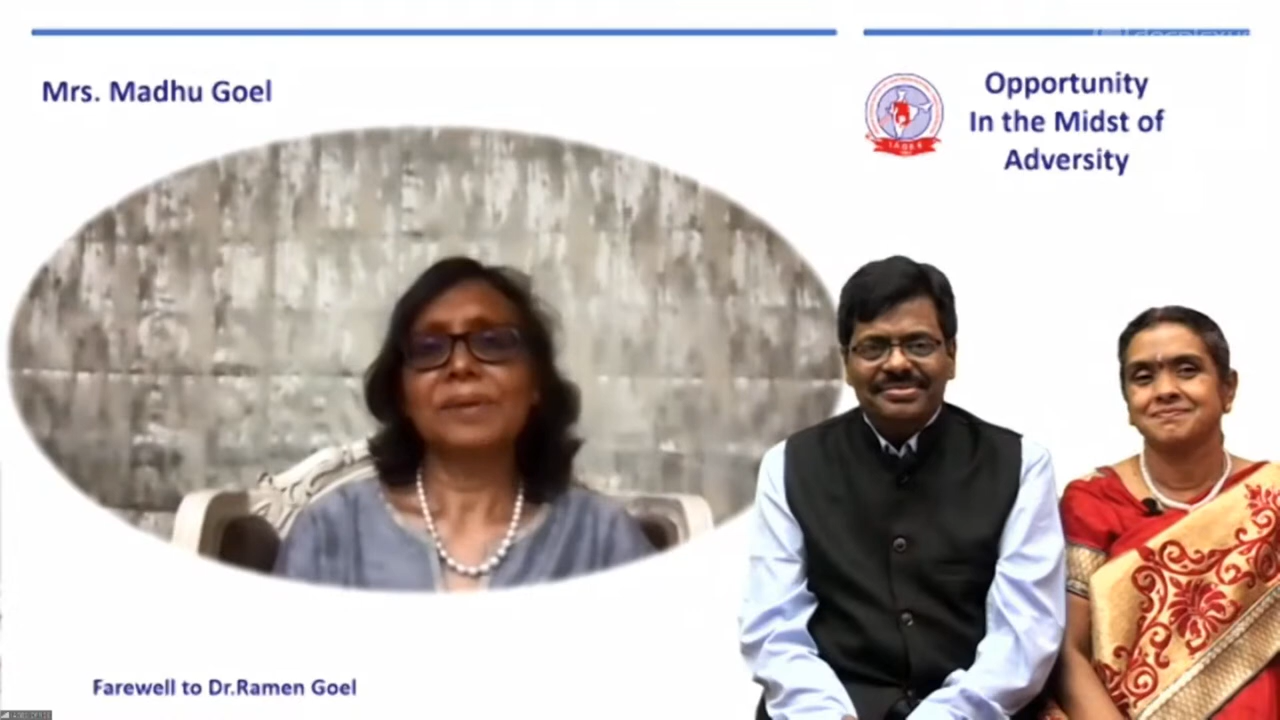 Mrs. Madhu Goel
Opportunity
In the Midst of
Adversity
Farewell to Dr.Ramen Goel